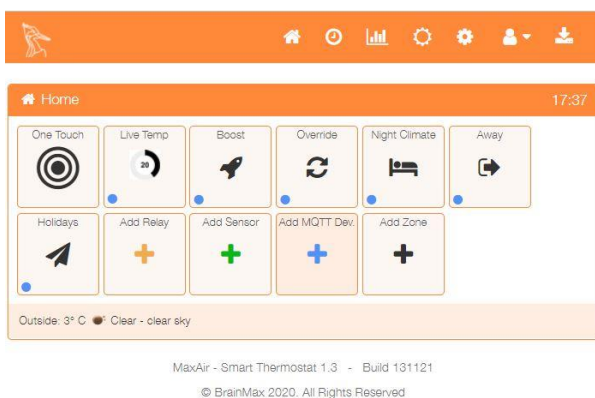 Home 17:37
One Touch Live Temp Boost Override Night Climate Away
20
Holidays Add Relay Add Sensor Add MQTT Dev. Add Zone
Outside: 3° C Clear - clear sky
MaxAir - Smart Thermostat 1.3 - Build 131121
© BrainMax 2020. All Rights Reserved